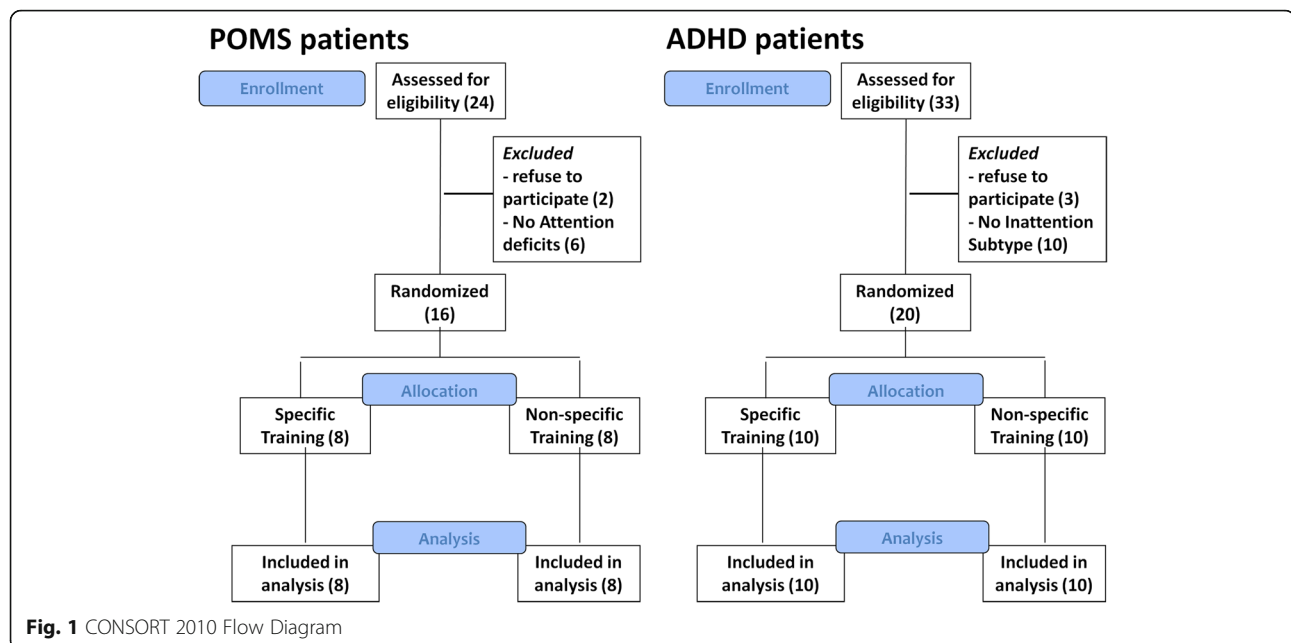 POMS patients
Enrollment
Assessed for
eligibility (24)
Excluded
- refuse to
participate (2)
- No Attention
deficits (6)
Randomized
(16)
Allocation
Specific
Training (8)
Non-specific
Training (8)
Analysis
Included in
analysis (8)
Included in
analysis (8)
ADHD patients
Enrollment
Assessed for
eligibility (33)
Excluded
- refuse to
participate (3)
- No Inattention
Subtype (10)
Randomized
(20)
Allocation
Specific
Training (10)
Non-specific
Training (10)
Analysis
Included in
analysis (10)
Included in
analysis (10)
Fig. 1 CONSORT 2010 Flow Diagram